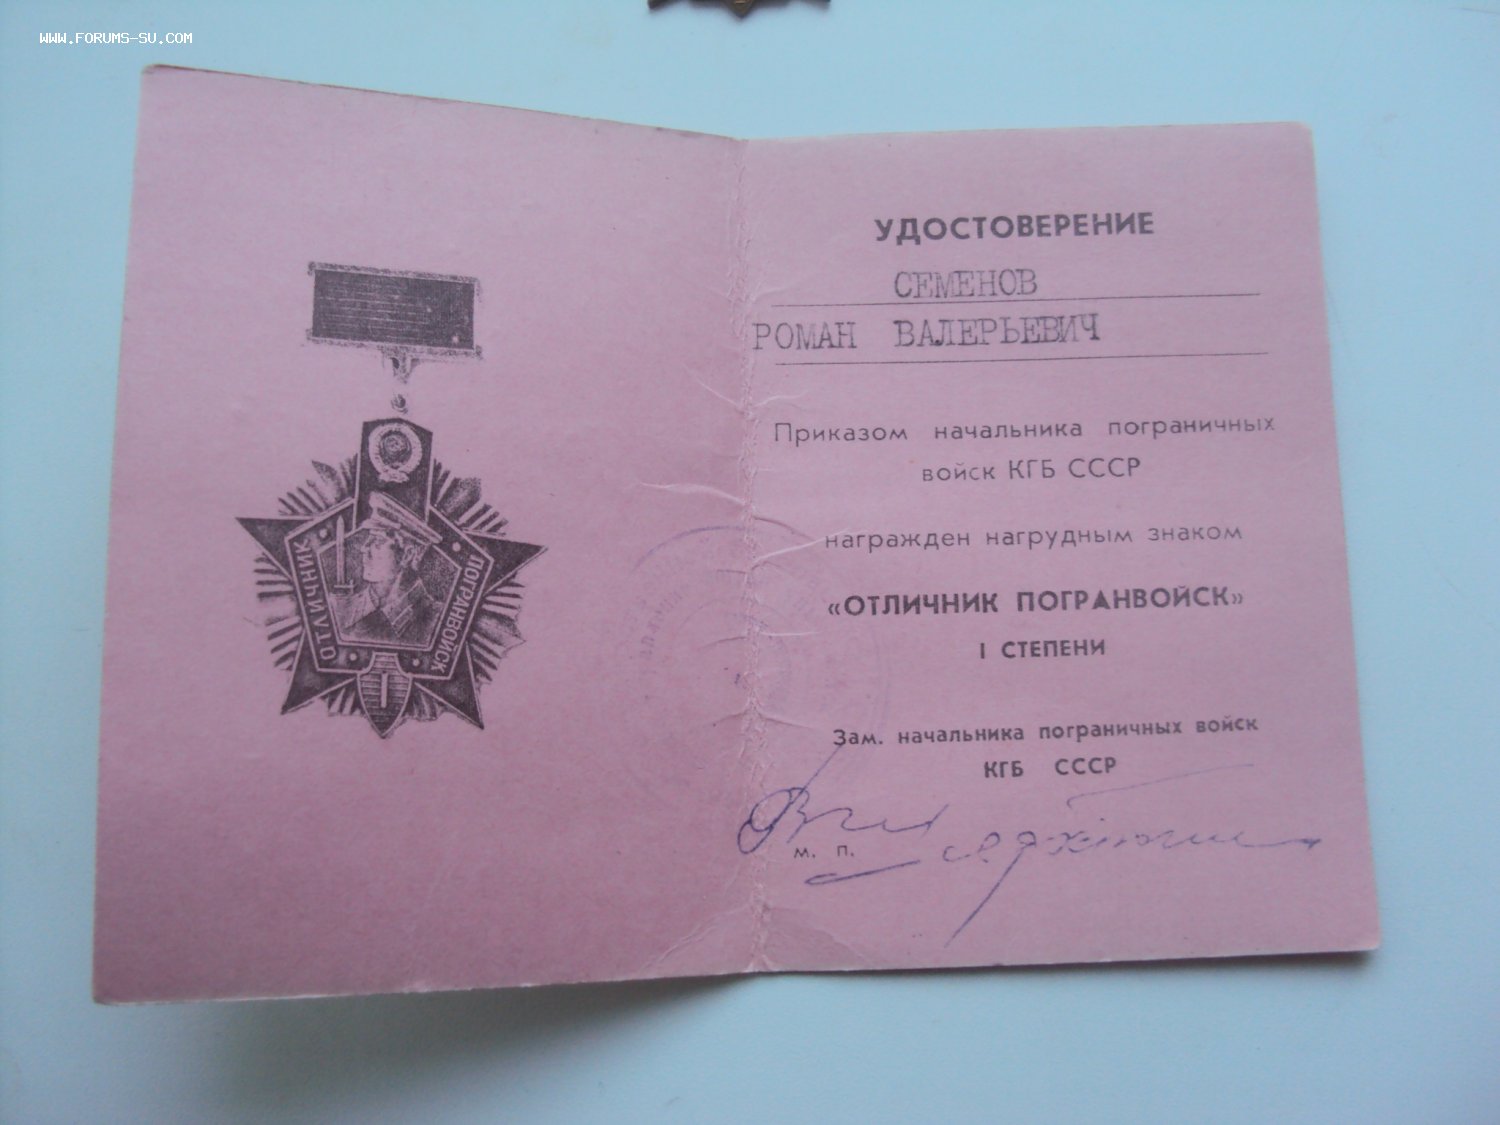 WWW.FORUMS-SU.COM
ОТЛИЧНИК
ПОГРАНВОЙСК
I
УДОСТОВЕРЕНИЕ
СЕМЕНОВ
РОМАН ВАЛЕРЬЕВИЧ
Приказом начальника пограничных
войск КГБ СССР
награжден нагрудным знаком
«ОТЛИЧНИК ПОГРАНВОЙСК»
I СТЕПЕНИ
Зам. начальника пограничных войск
КГБ СССР
м. п.